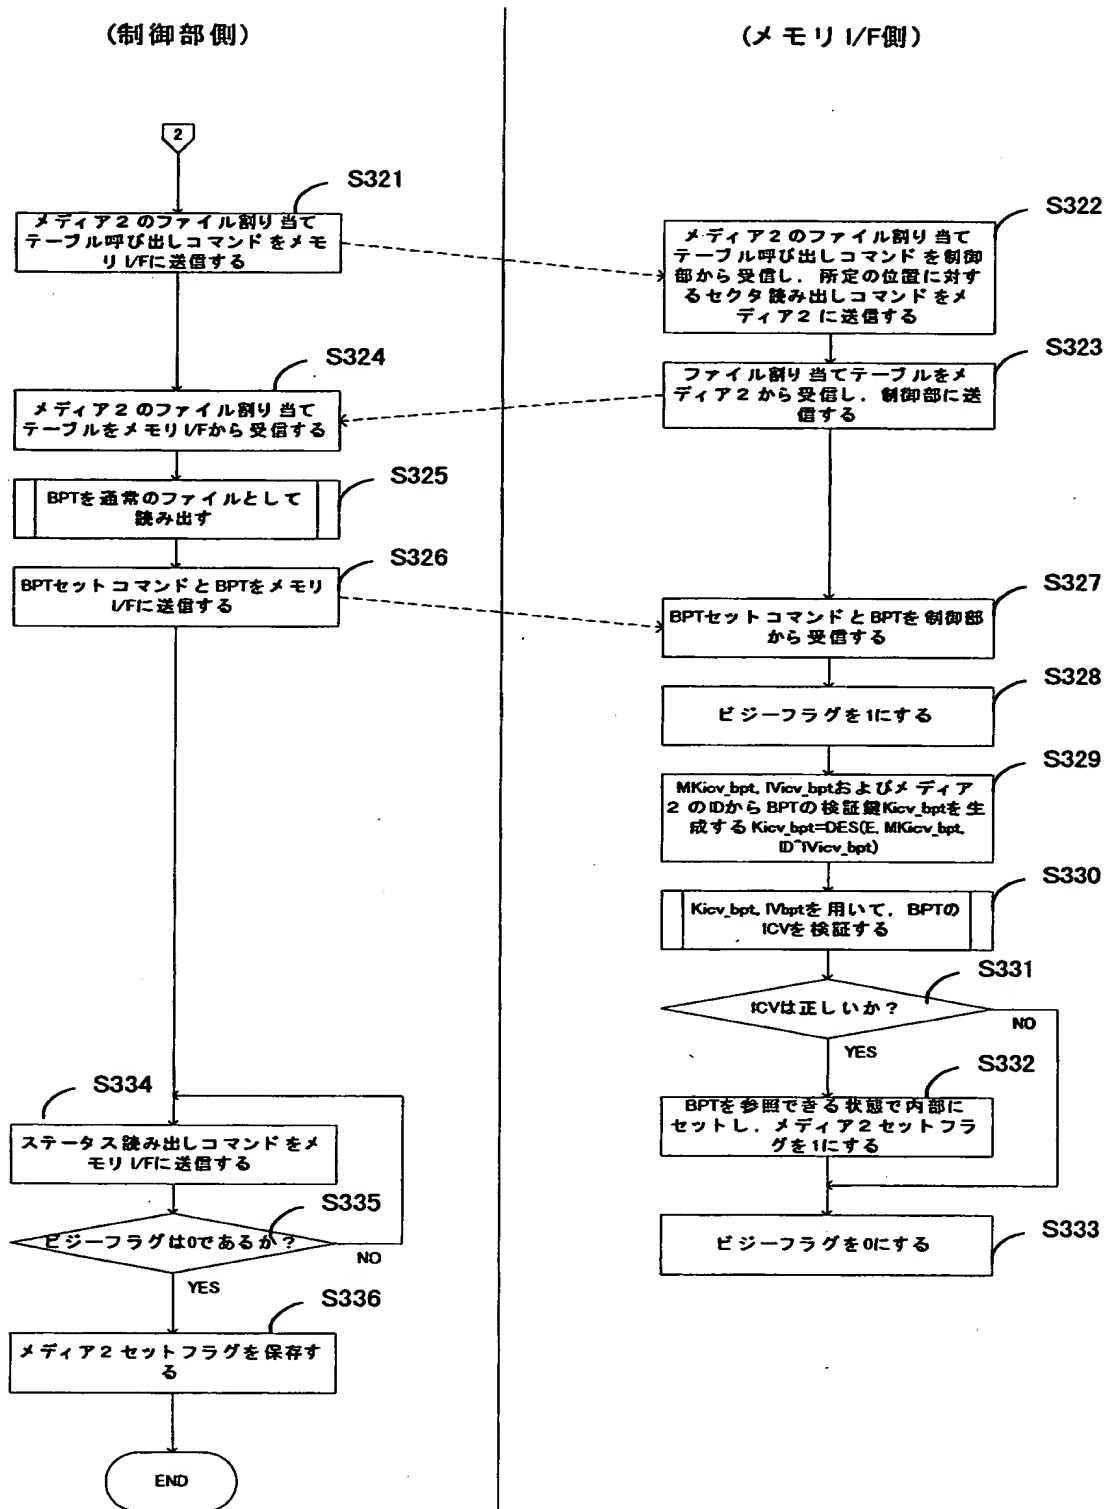 (制御部側)
2
S321
メディア2のファイル割り当て
テーブル呼び出しコマンドをメモ
リI/Fに送信する
S324
メディア2のファイル割り当て
テーブルをメモリI/Fから受信する
S325
BPTを通常のファイルとして
読み出す
S326
BPTセットコマンドとBPTをメモリ
I/Fに送信する
S334
ステータス読み出しコマンドをメ
モリI/Fに送信する
S335
ビジーフラグは0であるか?
NO
YES
S336
メディア2セットフラグを保存す
る
END
(メモリI/F側)
S322
メディア2のファイル割り当て
テーブル呼び出しコマンドを制御
部から受信し、所定の位置に対す
るセクタ読み出しコマンドをメ
ディア2に送信する
S323
ファイル割り当てテーブルをメ
ディア2から受信し、制御部に送
信する
S327
BPTセットコマンドとBPTを制御部
から受信する
S328
ビジーフラグを1にする
S329
MKicv_bpt, IVicv_bptおよびメディア
2のIDからBPTの検証鍵Kicv_bptを生
成するKicv_bpt=DES(E, MKicv_bpt,
ID^IVicv_bpt)
S330
Kicv_bpt, IVbptを用いて、BPTの
ICVを検証する
S331
ICVは正しいか?
NO
YES
S332
BPTを参照できる状態で内部に
セットし、メディア2セットフラ
グを1にする
S333
ビジーフラグを0にする